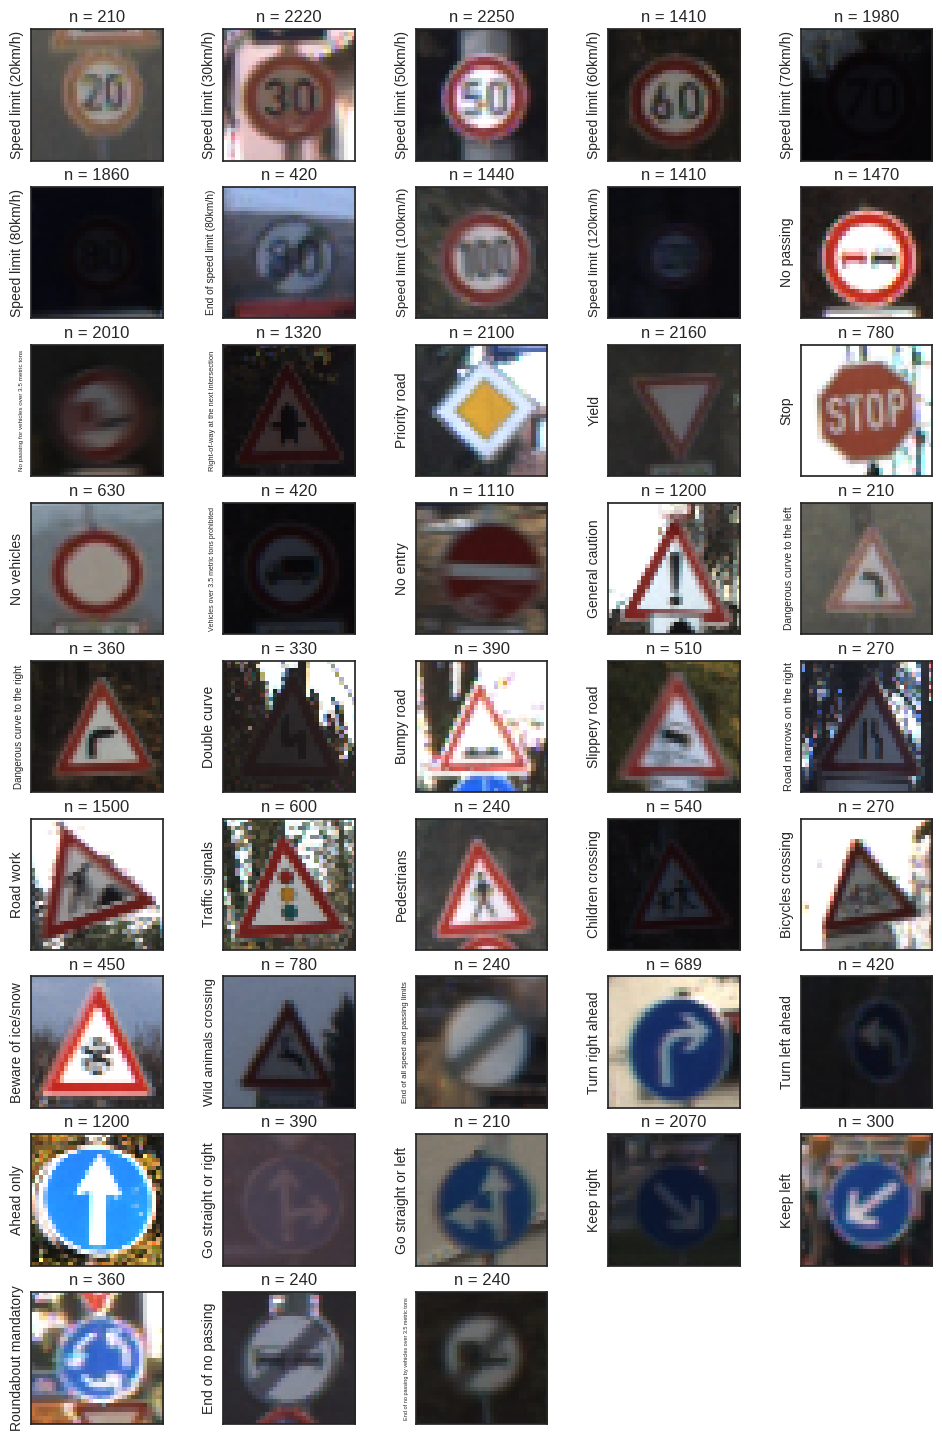 n = 210
Speed limit (20km/h)
20
n = 2220
Speed limit (30km/h)
30
n = 2250
Speed limit (50km/h)
50
n = 1410
Speed limit (60km/h)
60
n = 1980
Speed limit (70km/h)
70
n = 1860
Speed limit (80km/h)
80
n = 420
End of speed limit (80km/h)
80
n = 1440
Speed limit (100km/h)
100
n = 1410
Speed limit (120km/h)
n = 1470
No passing
n = 2010
No passing for vehicles over 3.5 metric tons
n = 1320
Right-of-way at the next intersection
n = 2100
Priority road
n = 2160
Yield
n = 780
Stop
STOP
n = 630
No vehicles
n = 420
Vehicles over 3.5 metric tons prohibited
n = 1110
No entry
n = 1200
General caution
n = 210
Dangerous curve to the left
n = 360
Dangerous curve to the right
n = 330
Double curve
n = 390
Bumpy road
n = 510
Slippery road
n = 270
Road narrows on the right
n = 1500
Road work
n = 600
Traffic signals
n = 240
Pedestrians
n = 540
Children crossing
n = 270
Bicycles crossing
n = 450
Beware of ice/snow
n = 780
Wild animals crossing
n = 240
End of all speed and passing limits
n = 689
Turn right ahead
n = 420
Turn left ahead
n = 1200
Ahead only
n = 390
Go straight or right
n = 210
Go straight or left
n = 2070
Keep right
n = 300
Keep left
n = 360
Roundabout mandatory
n = 240
End of no passing
n = 240
End of no passing by vehicles over 3.5 metric tons